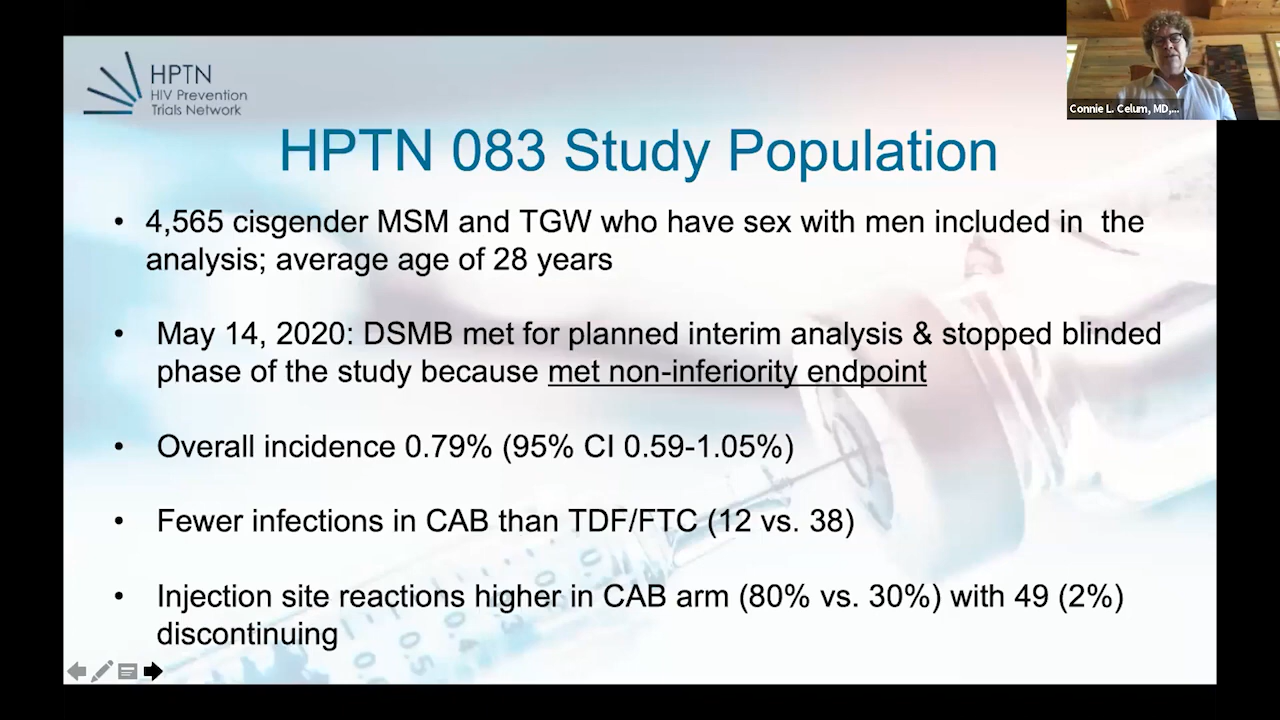 HPTN
HIV Prevention
Trials Network
Connie L. Celum, MD,...
HPTN 083 Study Population
• 4,565 cisgender MSM and TGW who have sex with men included in the
analysis; average age of 28 years
• May 14, 2020: DSMB met for planned interim analysis & stopped blinded
phase of the study because met non-inferiority endpoint
• Overall incidence 0.79% (95% CI 0.59-1.05%)
• Fewer infections in CAB than TDF/FTC (12 vs. 38)
• Injection site reactions higher in CAB arm (80% vs. 30%) with 49 (2%)
discontinuing